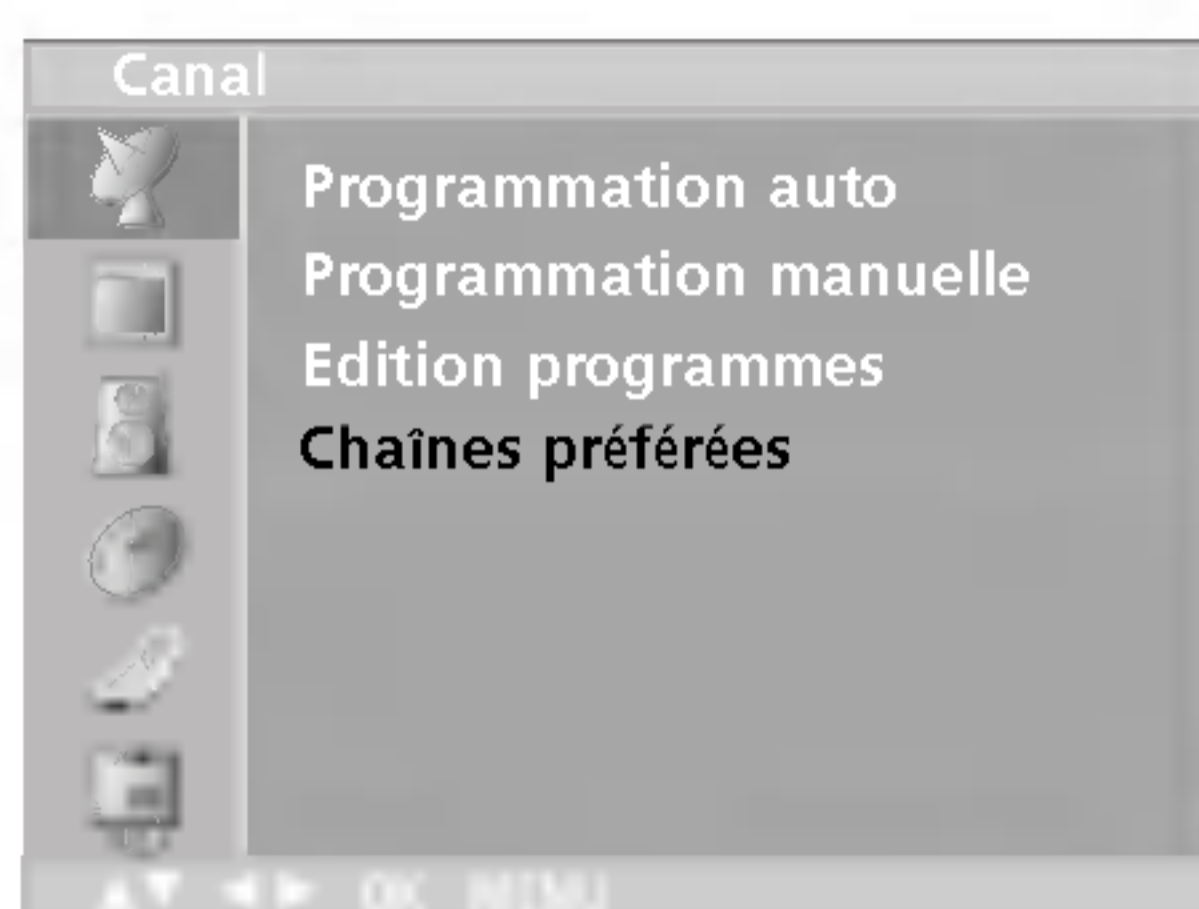 Canal
Programmation auto
Programmation manuelle
Edition programmes
Chaînes préférées
▲▼ ◀▶ OK MENU